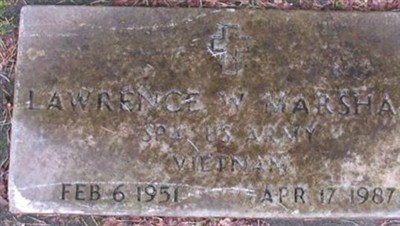 LAWRENCE W MARSHA
SP4 US ARMY
VIETNAM
FEB 6 1951 APR 17 1987